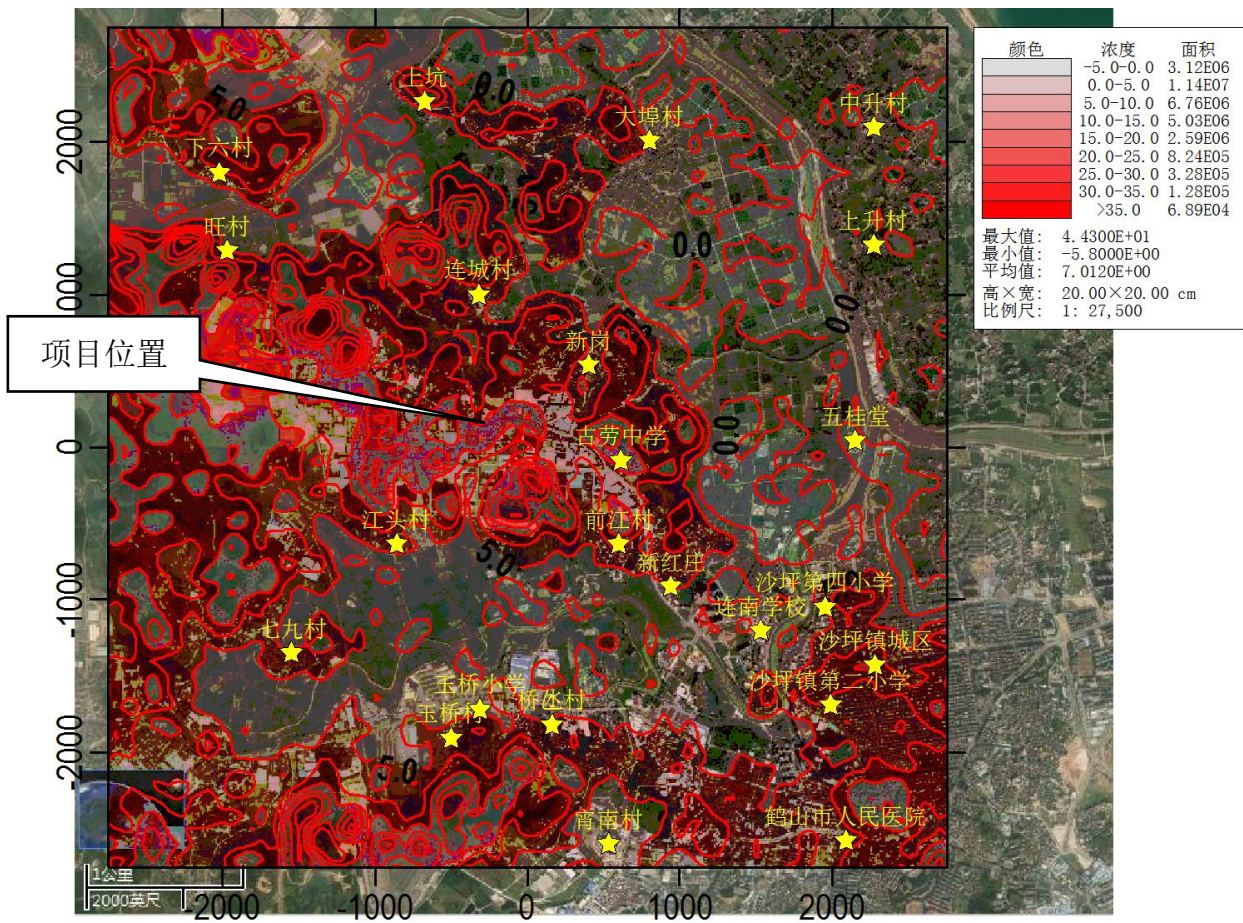 颜色 浓度 面积
-5.0-0.0 3.12E06
0.0-5.0 1.14E07
5.0-10.0 6.76E06
10.0-15.0 5.03E06
15.0-20.0 2.59E06
20.0-25.0 8.24E05
25.0-30.0 3.28E05
30.0-35.0 1.28E05
>35.0 6.89E04
最大值: 4.4300E+01
最小值: -5.8000E+00
平均值: 7.0120E+00
高×宽: 20.00×20.00 cm
比例尺: 1: 27,500
上坑
0.0
5.0
大埠村
中升村
2000
下六村
旺村
上升村
0.0
连城村
1000
0.0
项目位置
新岗
五桂堂
0.0
古劳中学
0
江头村
前江村
5.0
新红庄
沙坪第四小学
连南学校
-1000
七九村
沙坪镇城区
沙坪镇第二小学
玉桥小学
桥上村
玉桥村
-2000
5.0
宵南村
鹤山市人民医院
1公里
2000英尺
-2000 -1000 0 1000 2000